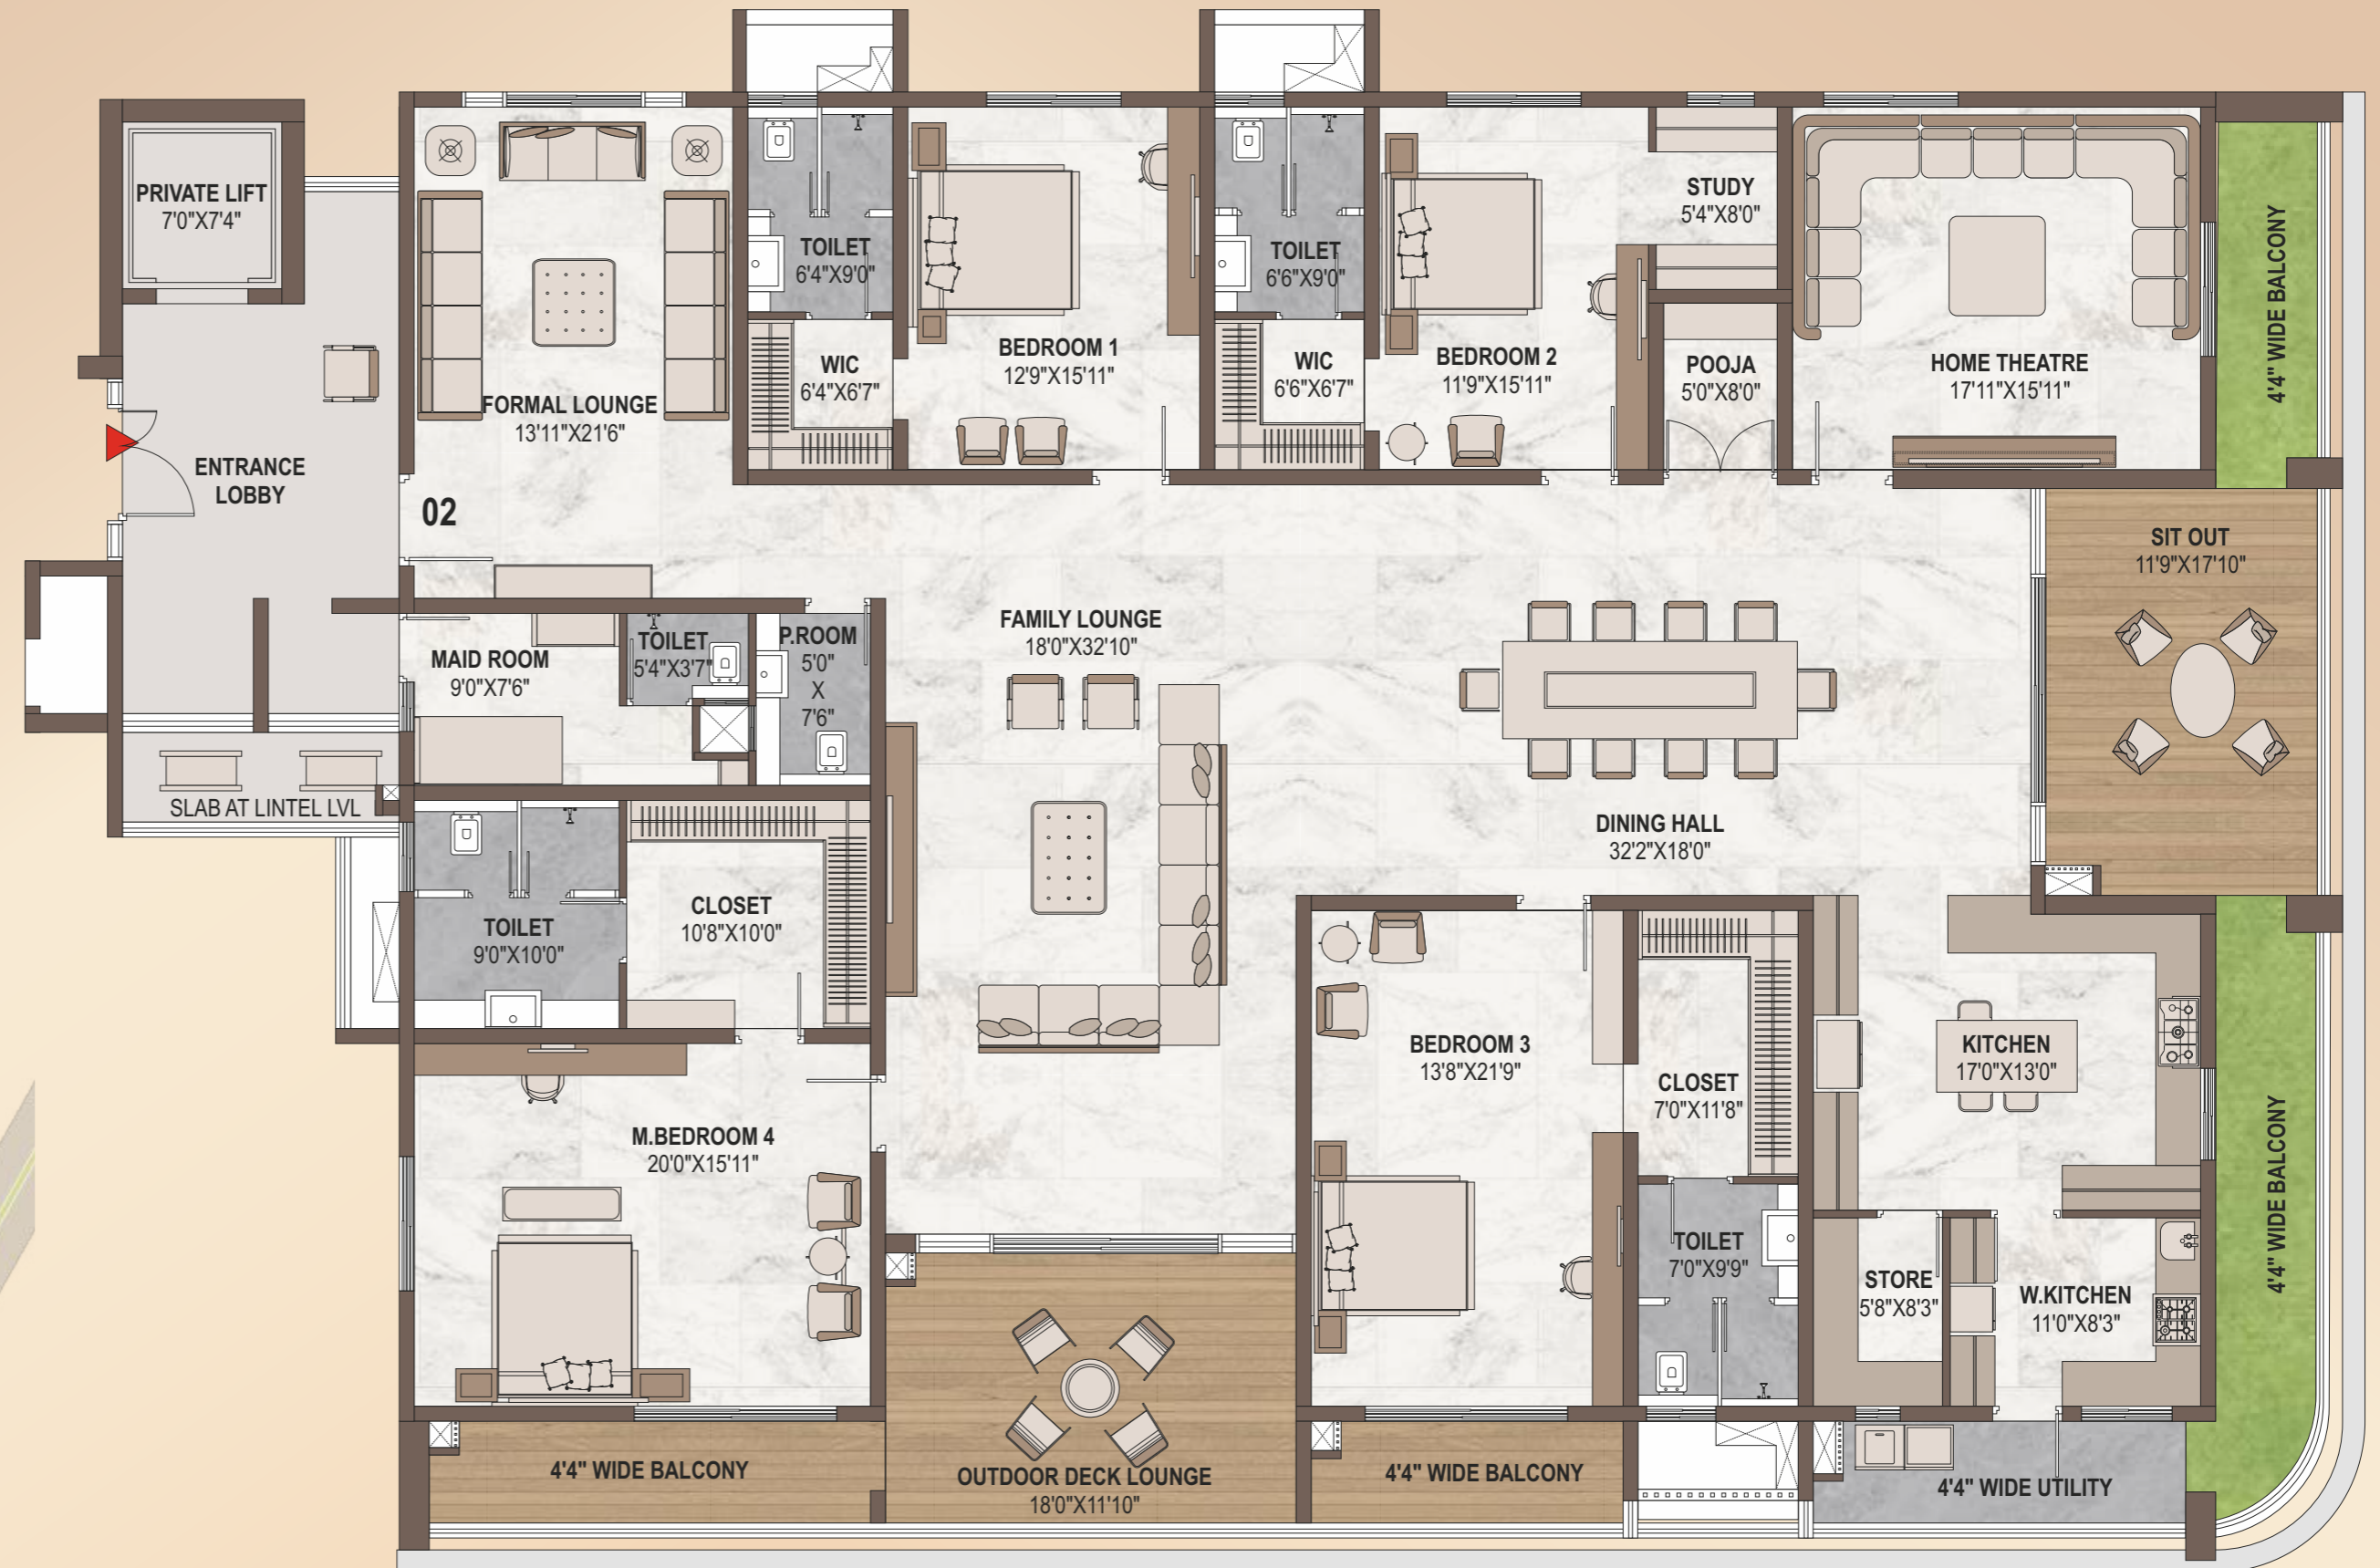 PRIVATE LIFT
7'0"X7'4"
ENTRANCE
LOBBY
FORMAL LOUNGE
13'11"X21'6"
02
TOILET
6'4"X9'0"
WIC
6'4"X6'7"
BEDROOM 1
12'9"X15'11"
TOILET
6'6"X9'0"
WIC
6'6"X6'7"
BEDROOM 2
11'9"X15'11"
STUDY
5'4"X8'0"
POOJA
5'0"X8'0"
HOME THEATRE
17'11"X15'11"
4'4" WIDE BALCONY
SIT OUT
11'9"X17'10"
MAID ROOM
9'0"X7'6"
TOILET
5'4"X3'7"
P.ROOM
5'0"
X
7'6"
FAMILY LOUNGE
18'0"X32'10"
DINING HALL
32'2"X18'0"
SLAB AT LINTEL LVL
TOILET
9'0"X10'0"
CLOSET
10'8"X10'0"
M.BEDROOM 4
20'0"X15'11"
BEDROOM 3
13'8"X21'9"
CLOSET
7'0"X11'8"
TOILET
7'0"X9'9"
KITCHEN
17'0"X13'0"
STORE
5'8"X8'3"
W.KITCHEN
11'0"X8'3"
4'4" WIDE BALCONY
4'4" WIDE BALCONY
OUTDOOR DECK LOUNGE
18'0"X11'10"
4'4" WIDE BALCONY
4'4" WIDE UTILITY